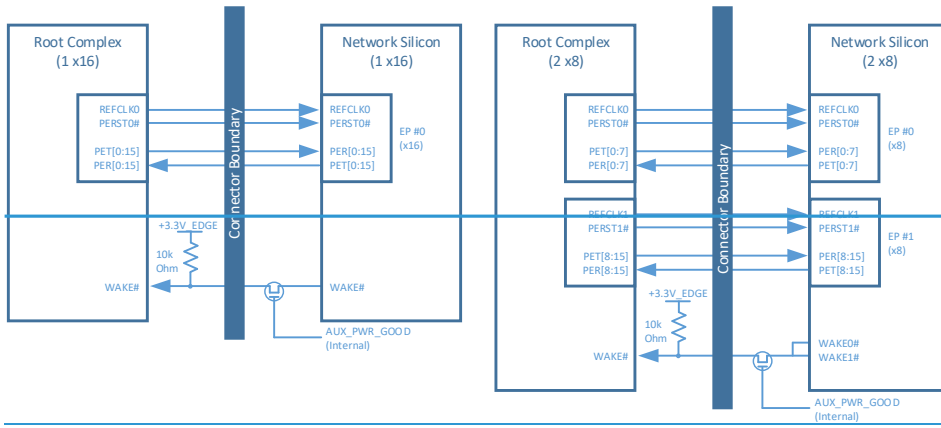 Root Complex
(1 x16)
REFCLK0
PERST0#
PET[0:15]
PER[0:15]
+3.3V_EDGE
10k
Ohm
WAKE#
Connector Boundary
Network Silicon
(1 x16)
REFCLK0
PERST0#
PER[0:15]
PET[0:15]
EP #0
(x16)
WAKE#
AUX_PWR_GOOD
(Internal)
Root Complex
(2 x8)
REFCLK0
PERST0#
PET[0:7]
PER[0:7]
REFCLK1
PERST1#
PET[8:15]
PER[8:15]
+3.3V_EDGE
10k
Ohm
WAKE#
Connector Boundary
Network Silicon
(2 x8)
REFCLK0
PERST0#
PER[0:7]
PET[0:7]
EP #0
(x8)
REFCLK1
PERST1#
PER[8:15]
PET[8:15]
EP #1
(x8)
WAKE0#
WAKE1#
AUX_PWR_GOOD
(Internal)